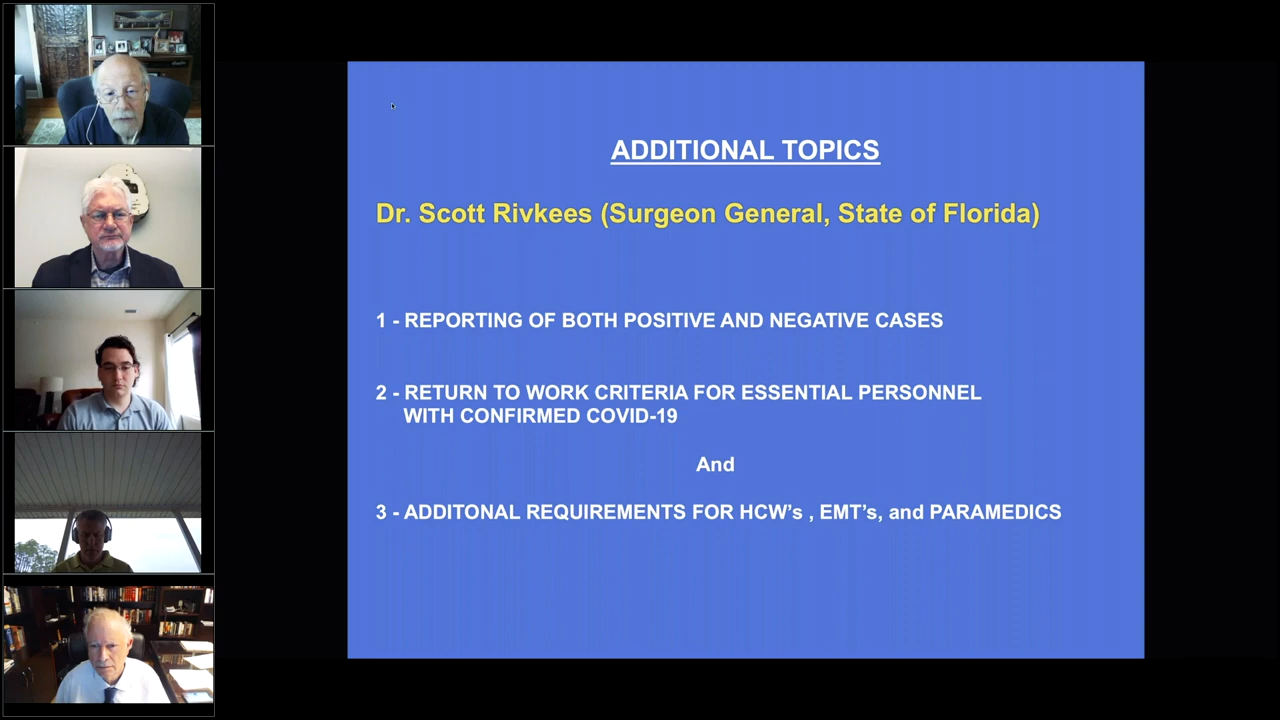 ADDITIONAL TOPICS
Dr. Scott Rivkees (Surgeon General, State of Florida)
1 - REPORTING OF BOTH POSITIVE AND NEGATIVE CASES
2 - RETURN TO WORK CRITERIA FOR ESSENTIAL PERSONNEL
WITH CONFIRMED COVID-19
And
3 - ADDITONAL REQUIREMENTS FOR HCW's , EMT's, and PARAMEDICS